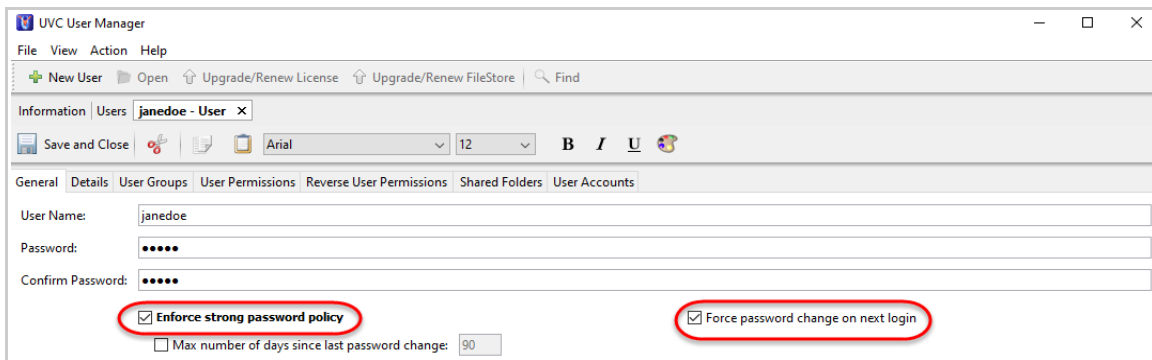 UVC User Manager
File View Action Help
New User Open Upgrade/Renew License Upgrade/Renew FileStore Find
Information Users janedoe - User X
Save and Close Arial 12 B I U
General Details User Groups User Permissions Reverse User Permissions Shared Folders User Accounts
User Name: janedoe
Password: •••••
Confirm Password: •••••
Enforce strong password policy Force password change on next login
Max number of days since last password change: 90